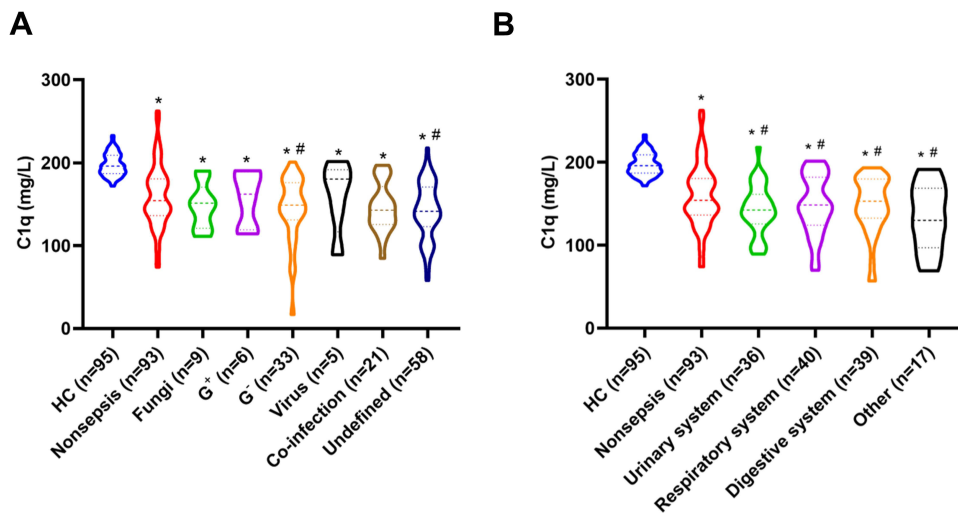 A
C1q (mg/L)
300
200
100
0
*
*
*
* #
*
*
* #
HC (n=95)
Nonsepsis (n=93)
Fungi (n=9)
G⁺ (n=6)
G⁻ (n=33)
Virus (n=5)
Co-infection (n=21)
Undefined (n=58)
B
C1q (mg/L)
300
200
100
0
*
* #
* #
* #
* #
HC (n=95)
Nonsepsis (n=93)
Urinary system (n=36)
Respiratory system (n=40)
Digestive system (n=39)
Other (n=17)